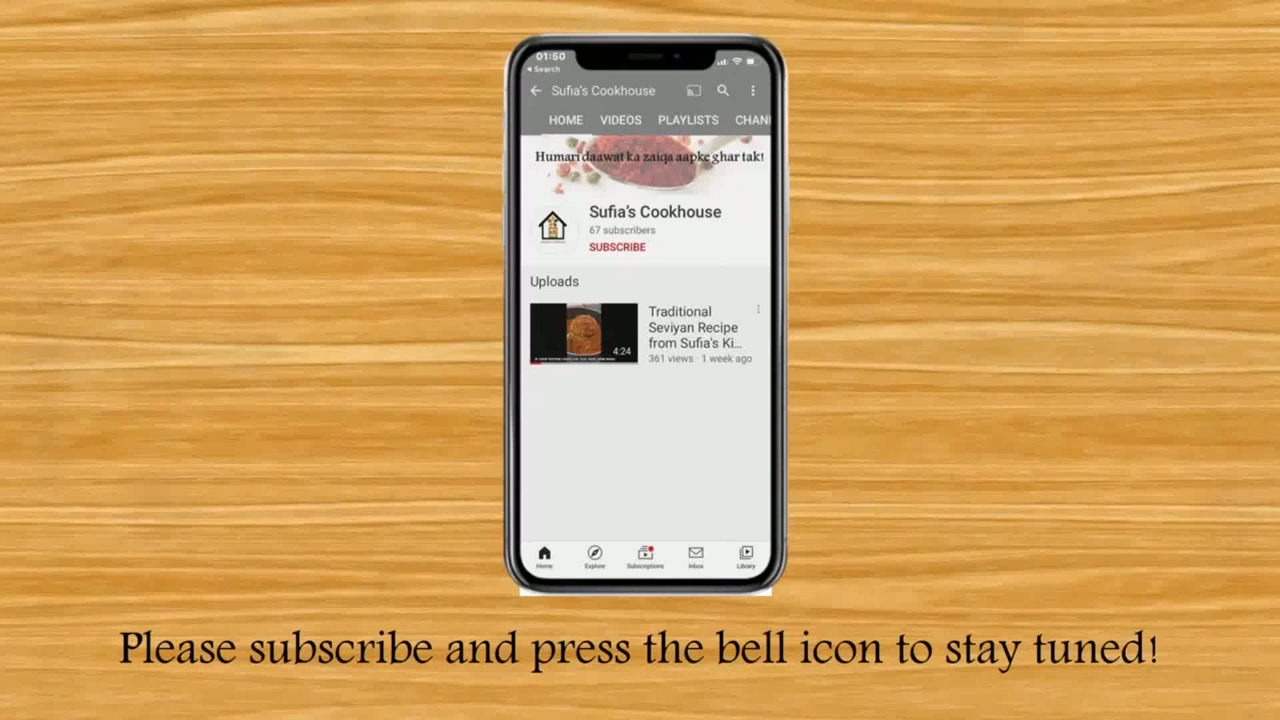 01:50
Search
Sufia's Cookhouse
HOME VIDEOS PLAYLISTS CHAN
Humari daawat ka zaiqa aapke ghar tak!
Sufia's Cookhouse
67 subscribers
SUBSCRIBE
Uploads
Traditional
Seviyan Recipe
from Sufia's Ki...
361 views · 1 week ago
4:24
Home Explore Subscriptions Inbox Library
Please subscribe and press the bell icon to stay tuned!